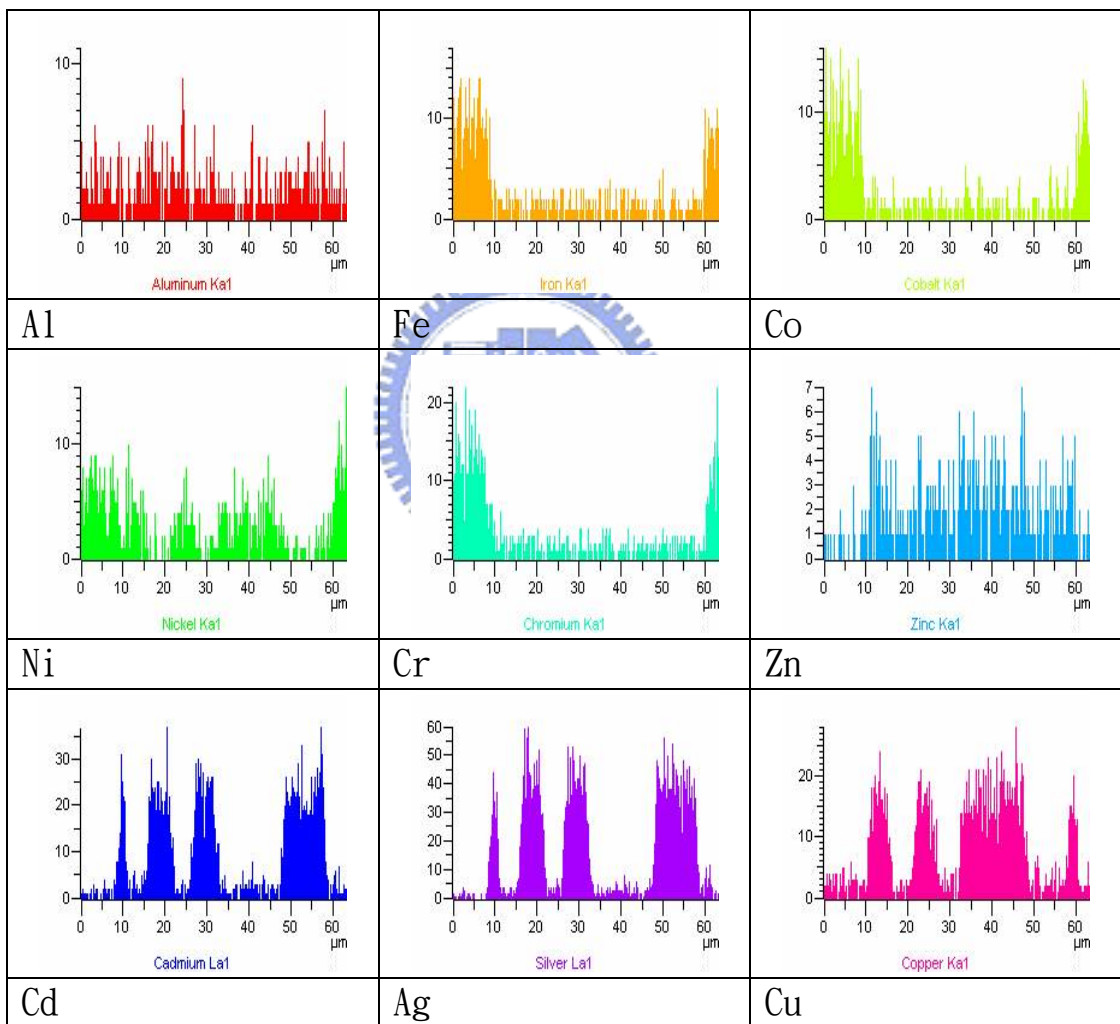 10
0
0 10 20 30 40 50 60
µm
Aluminum Ka1
10
0
0 10 20 30 40 50 60
µm
Iron Ka1
10
0
0 10 20 30 40 50 60
µm
Cobalt Ka1
Al
Fe
Co
10
0
0 10 20 30 40 50 60
µm
Nickel Ka1
20
10
0
0 10 20 30 40 50 60
µm
Chromium Ka1
7
6
5
4
3
2
1
0
0 10 20 30 40 50 60
µm
Zinc Ka1
Ni
Cr
Zn
30
20
10
0
0 10 20 30 40 50 60
µm
Cadmium La1
60
50
40
30
20
10
0
0 10 20 30 40 50 60
µm
Silver La1
20
10
0
0 10 20 30 40 50 60
µm
Copper Ka1
Cd
Ag
Cu